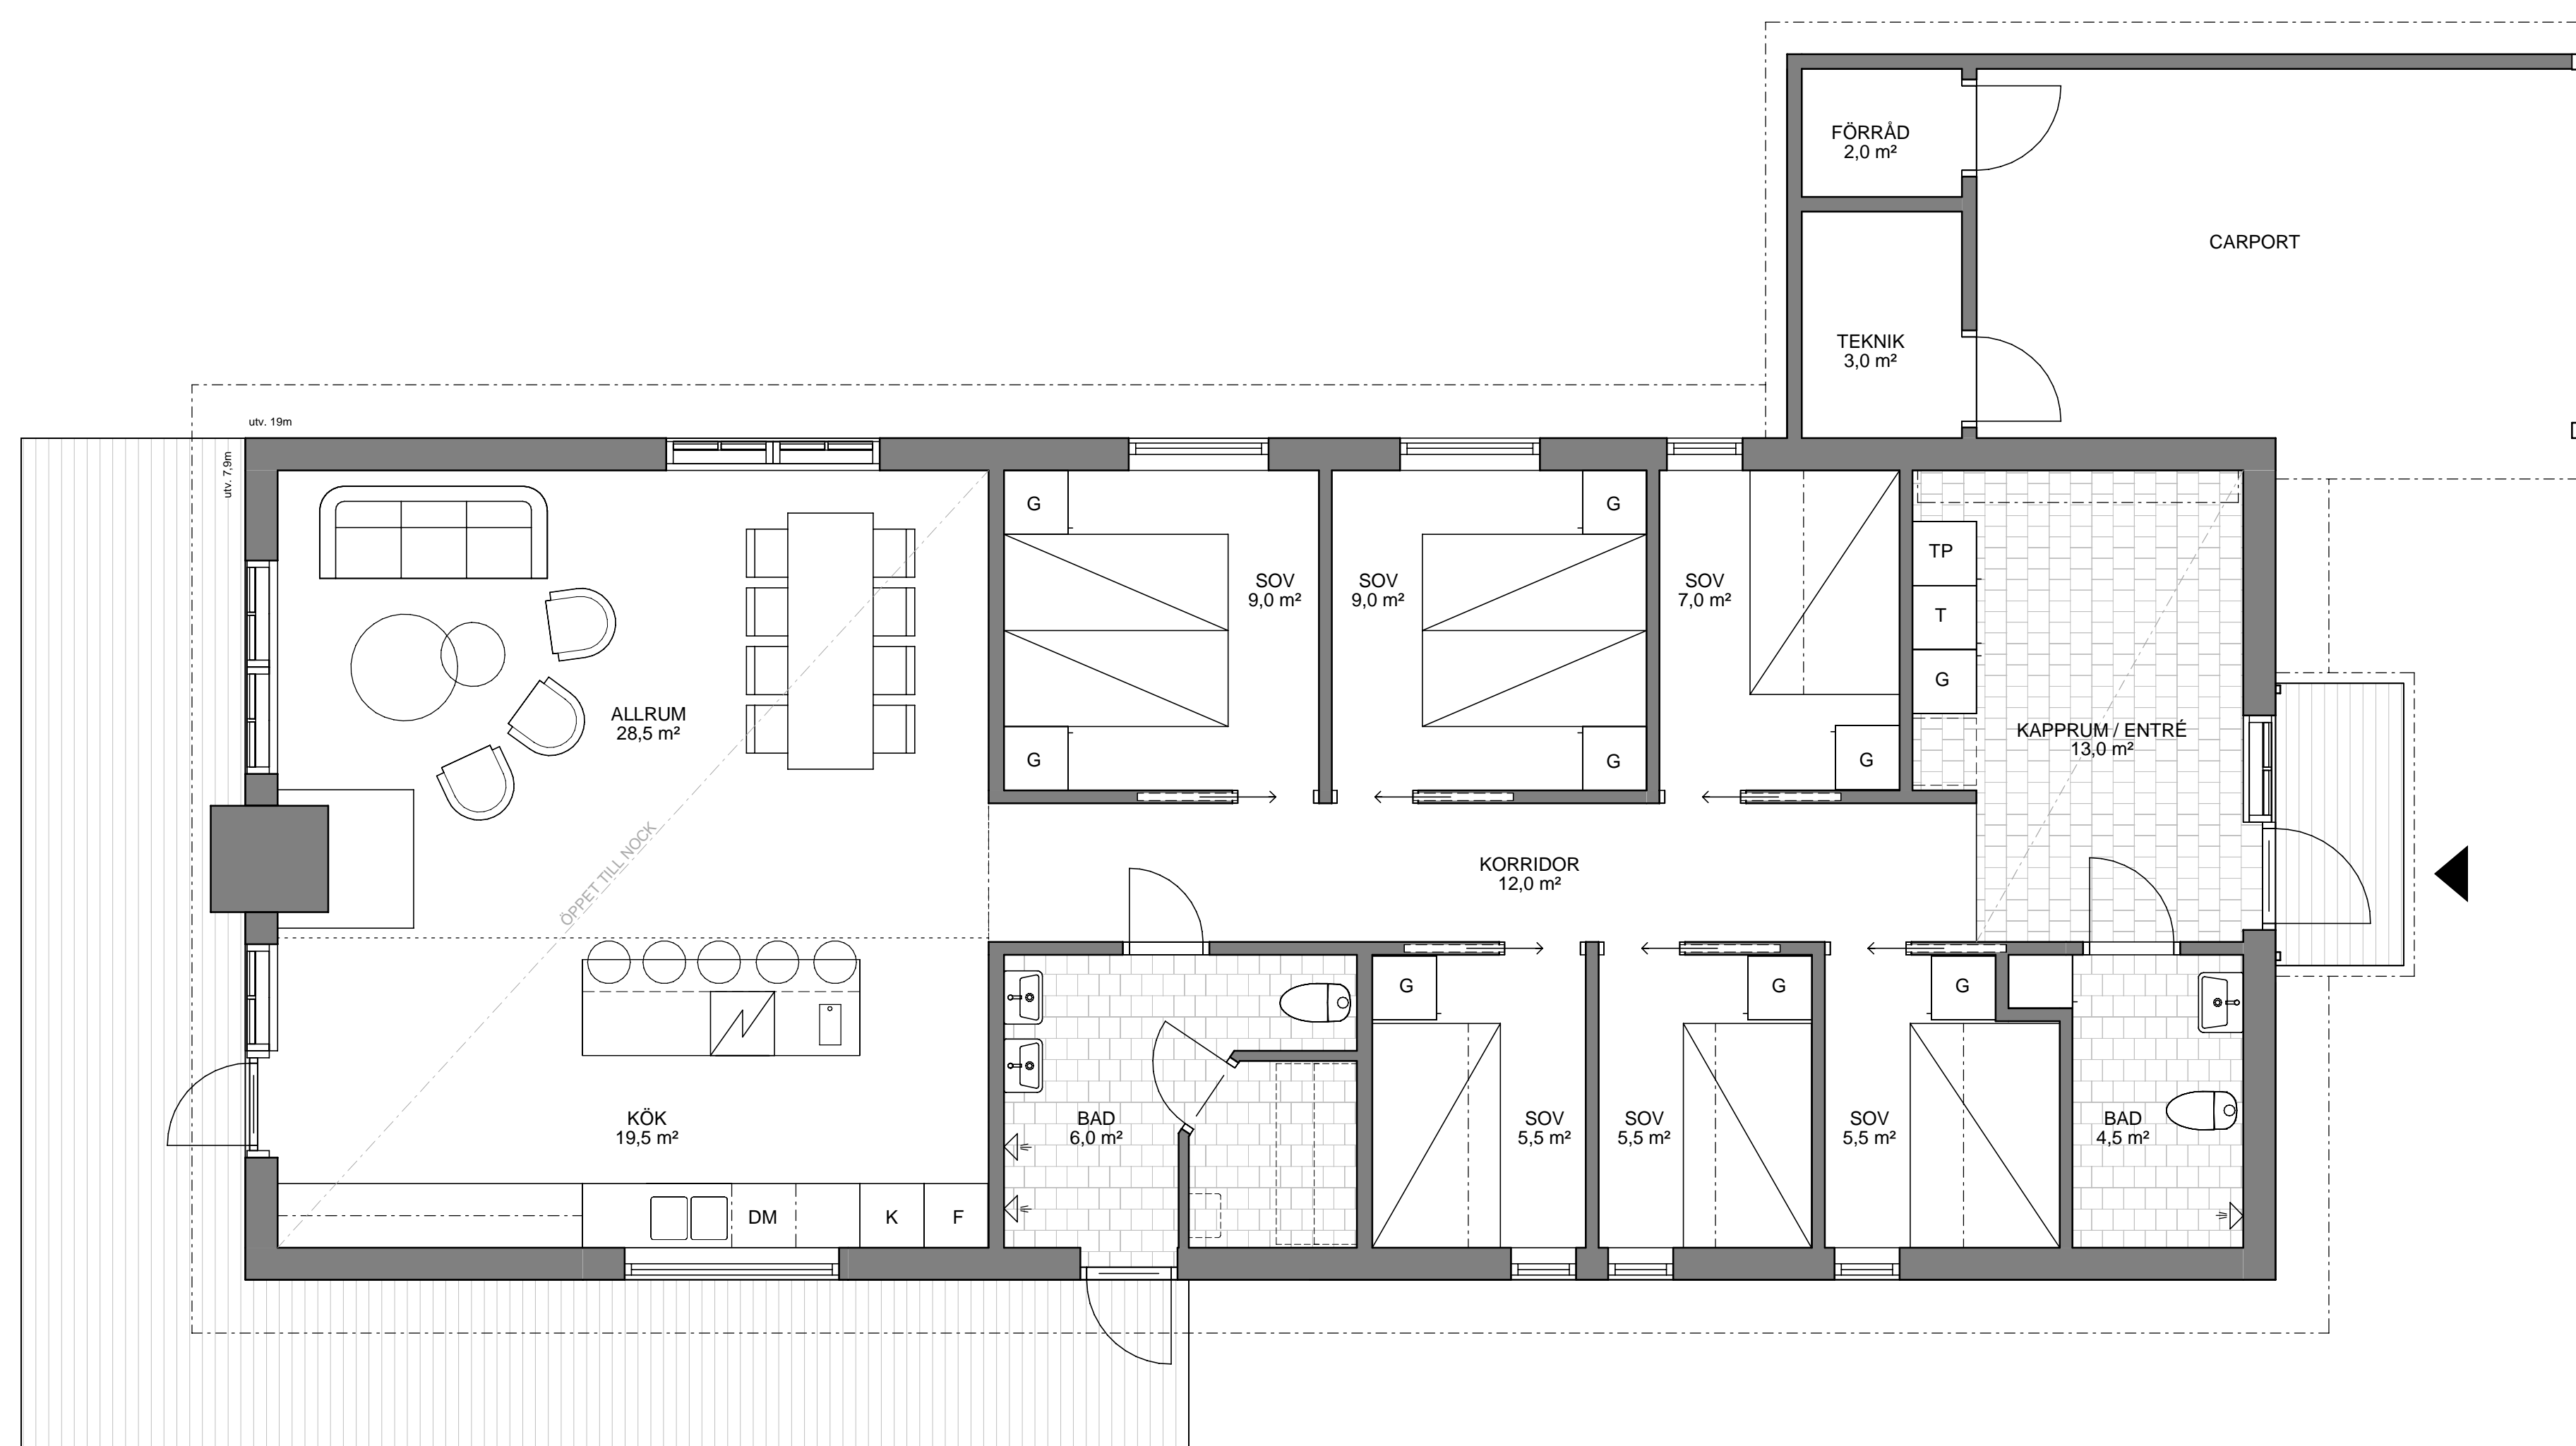 FÖRRÅD
2,0 m²
CARPORT
TEKNIK
3,0 m²
utv. 19m
utv. 7,9m
G
G
SOV
9,0 m²
SOV
9,0 m²
SOV
7,0 m²
TP
T
G
ALLRUM
28,5 m²
KAPPRUM / ENTRÉ
13,0 m²
G
G
G
ÖPPET TILL NOCK
KORRIDOR
12,0 m²
G
G
G
KÖK
19,5 m²
BAD
6,0 m²
SOV
5,5 m²
SOV
5,5 m²
SOV
5,5 m²
BAD
4,5 m²
DM
K
F